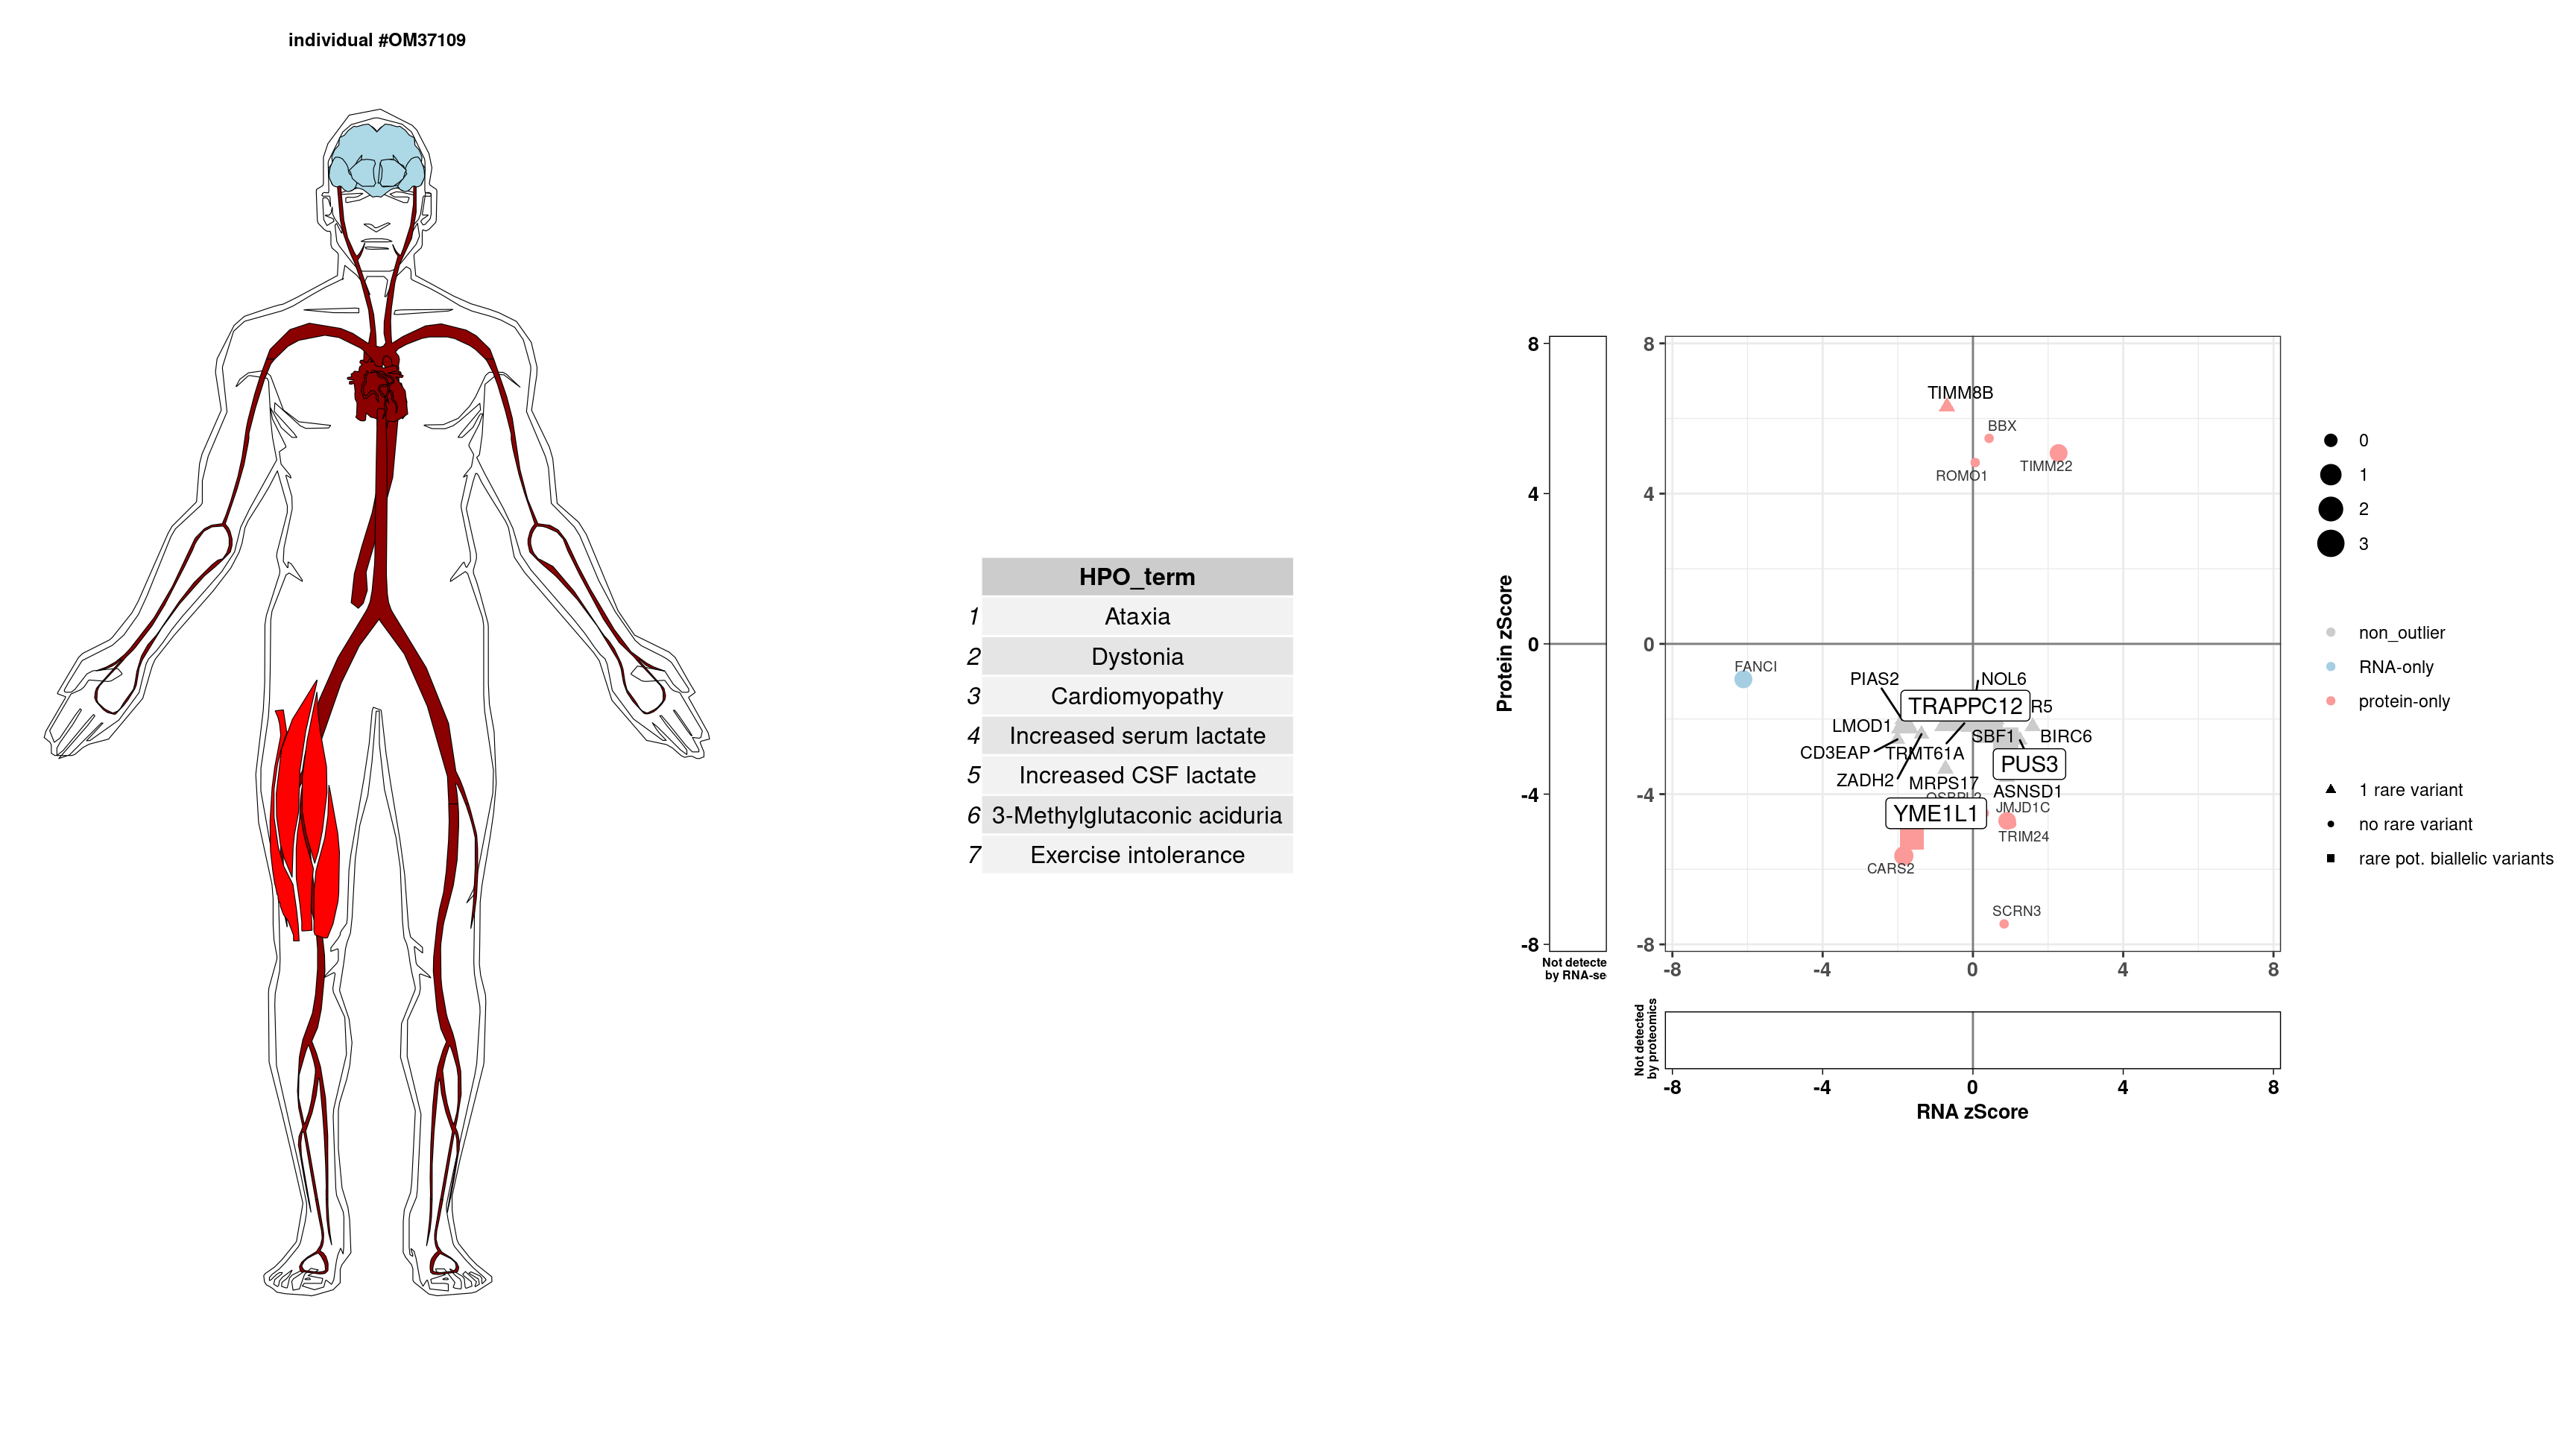 individual #OM37109
HPO_term
1 Ataxia
2 Dystonia
3 Cardiomyopathy
4 Increased serum lactate
5 Increased CSF lactate
6 3-Methylglutaconic aciduria
7 Exercise intolerance
Protein zScore
8
4
0
-4
-8
Not detecte
by RNA-se
8
4
0
-4
-8
TIMM8B
BBX
TIMM22
ROMO1
FANCI
PIAS2
NOL6
TRAPPC12
R5
LMOD1
SBF1
BIRC6
CD3EAP
TRMT61A
PUS3
ZADH2
MRPS17
ASNSD1
JMJD1C
YME1L1
TRIM24
CARS2
SCRN3
-8 -4 0 4 8
Not detected
by proteomics
-8 -4 0 4 8
RNA zScore
0
1
2
3
non_outlier
RNA-only
protein-only
1 rare variant
no rare variant
rare pot. biallelic variants